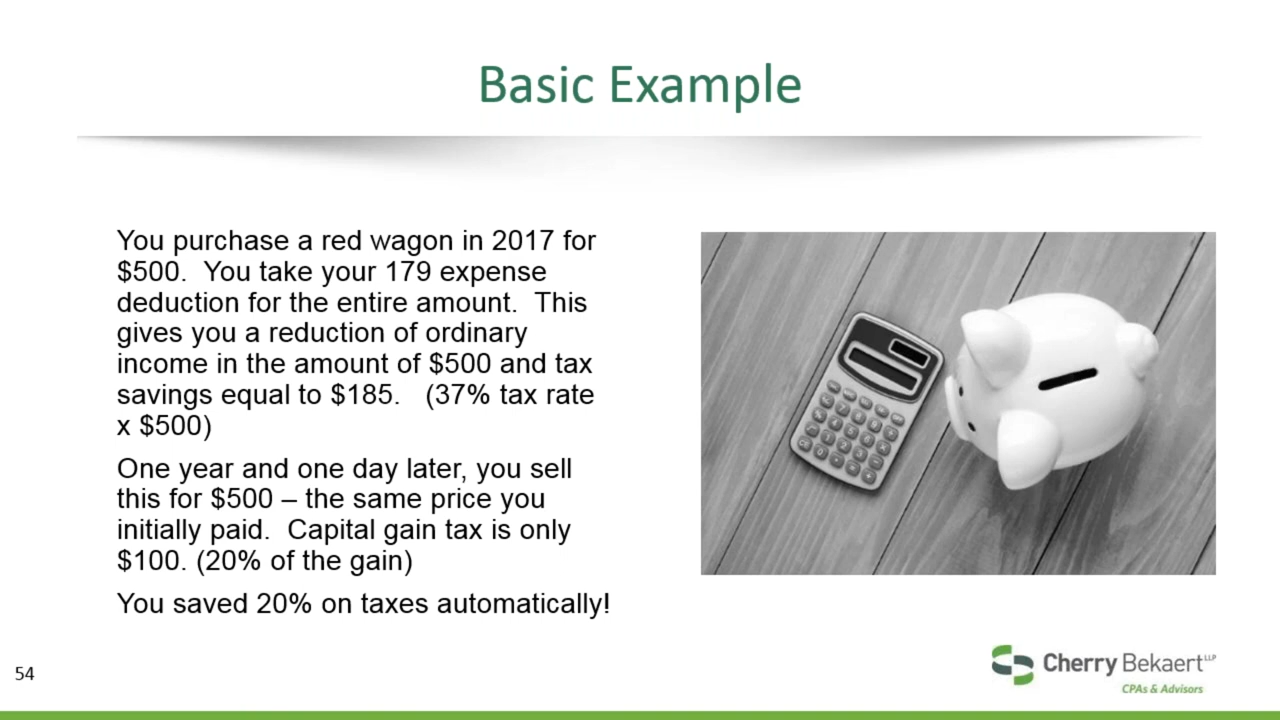 Basic Example
You purchase a red wagon in 2017 for
$500.  You take your 179 expense
deduction for the entire amount.  This
gives you a reduction of ordinary
income in the amount of $500 and tax
savings equal to $185.   (37% tax rate
x $500)
One year and one day later, you sell
this for $500 – the same price you
initially paid.  Capital gain tax is only
$100. (20% of the gain)
You saved 20% on taxes automatically!
54
Cherry Bekaert LLP
CPAs & Advisors